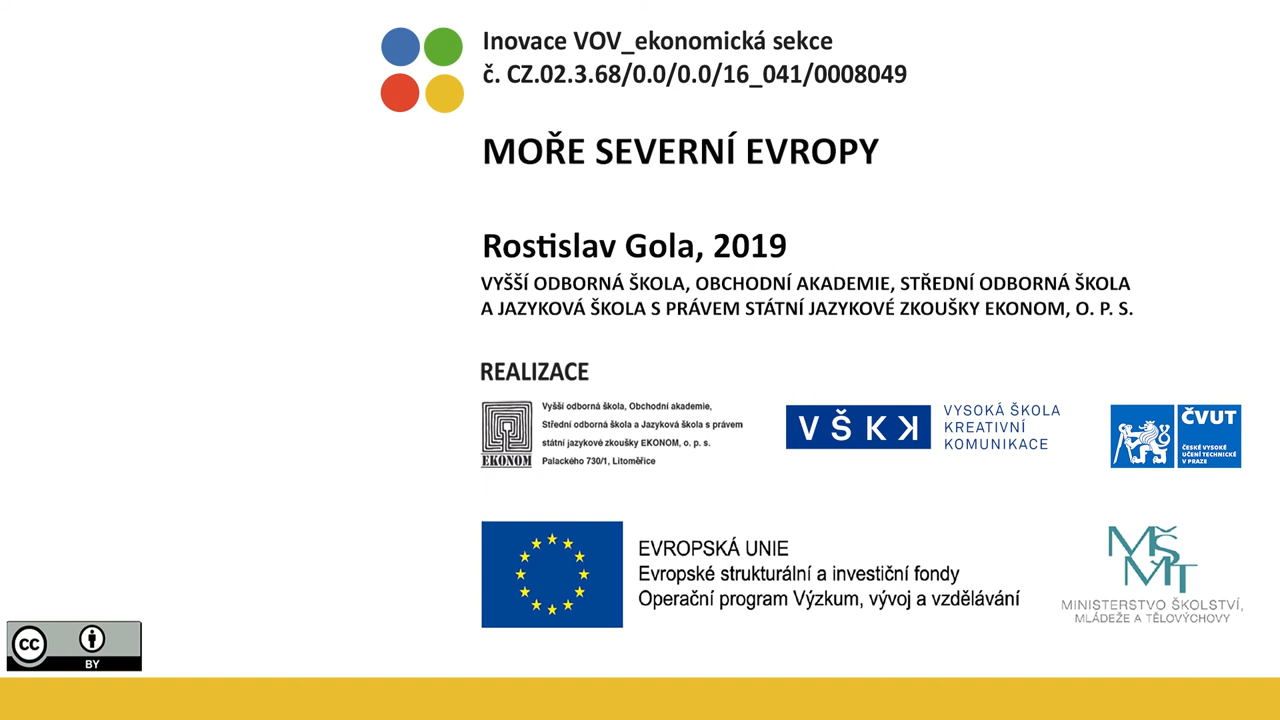 Inovace VOV_ekonomická sekce
č. CZ.02.3.68/0.0/0.0/16_041/0008049
MOŘE SEVERNÍ EVROPY
Rostislav Gola, 2019
VYŠŠÍ ODBORNÁ ŠKOLA, OBCHODNÍ AKADEMIE, STŘEDNÍ ODBORNÁ ŠKOLA
A JAZYKOVÁ ŠKOLA S PRÁVEM STÁTNÍ JAZYKOVÉ ZKOUŠKY EKONOM, O. P. S.
REALIZACE
Vyšší odborná škola, Obchodní akademie,
Střední odborná škola a Jazyková škola s právem
státní jazykové zkoušky EKONOM, o. p. s.
Palackého 730/1, Litoměřice
EKONOM
VŠKK
VYSOKÁ ŠKOLA
KREATIVNÍ
KOMUNIKACE
ČVUT
ČESKÉ VYSOKÉ
UČENÍ TECHNICKÉ
V PRAZE
EVROPSKÁ UNIE
Evropské strukturální a investiční fondy
Operační program Výzkum, vývoj a vzdělávání
MŠMT
MINISTERSTVO ŠKOLSTVÍ,
MLÁDEŽE A TĚLOVÝCHOVY
CC
BY